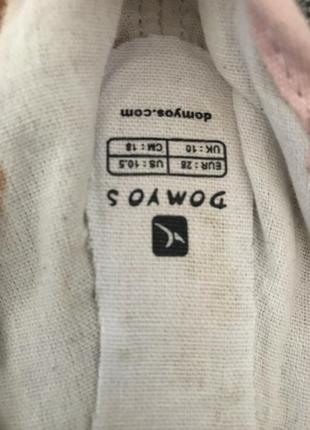 DOMYOS
EUR : 28 US : 10.5
UK : 10 CM : 18
domyos.com